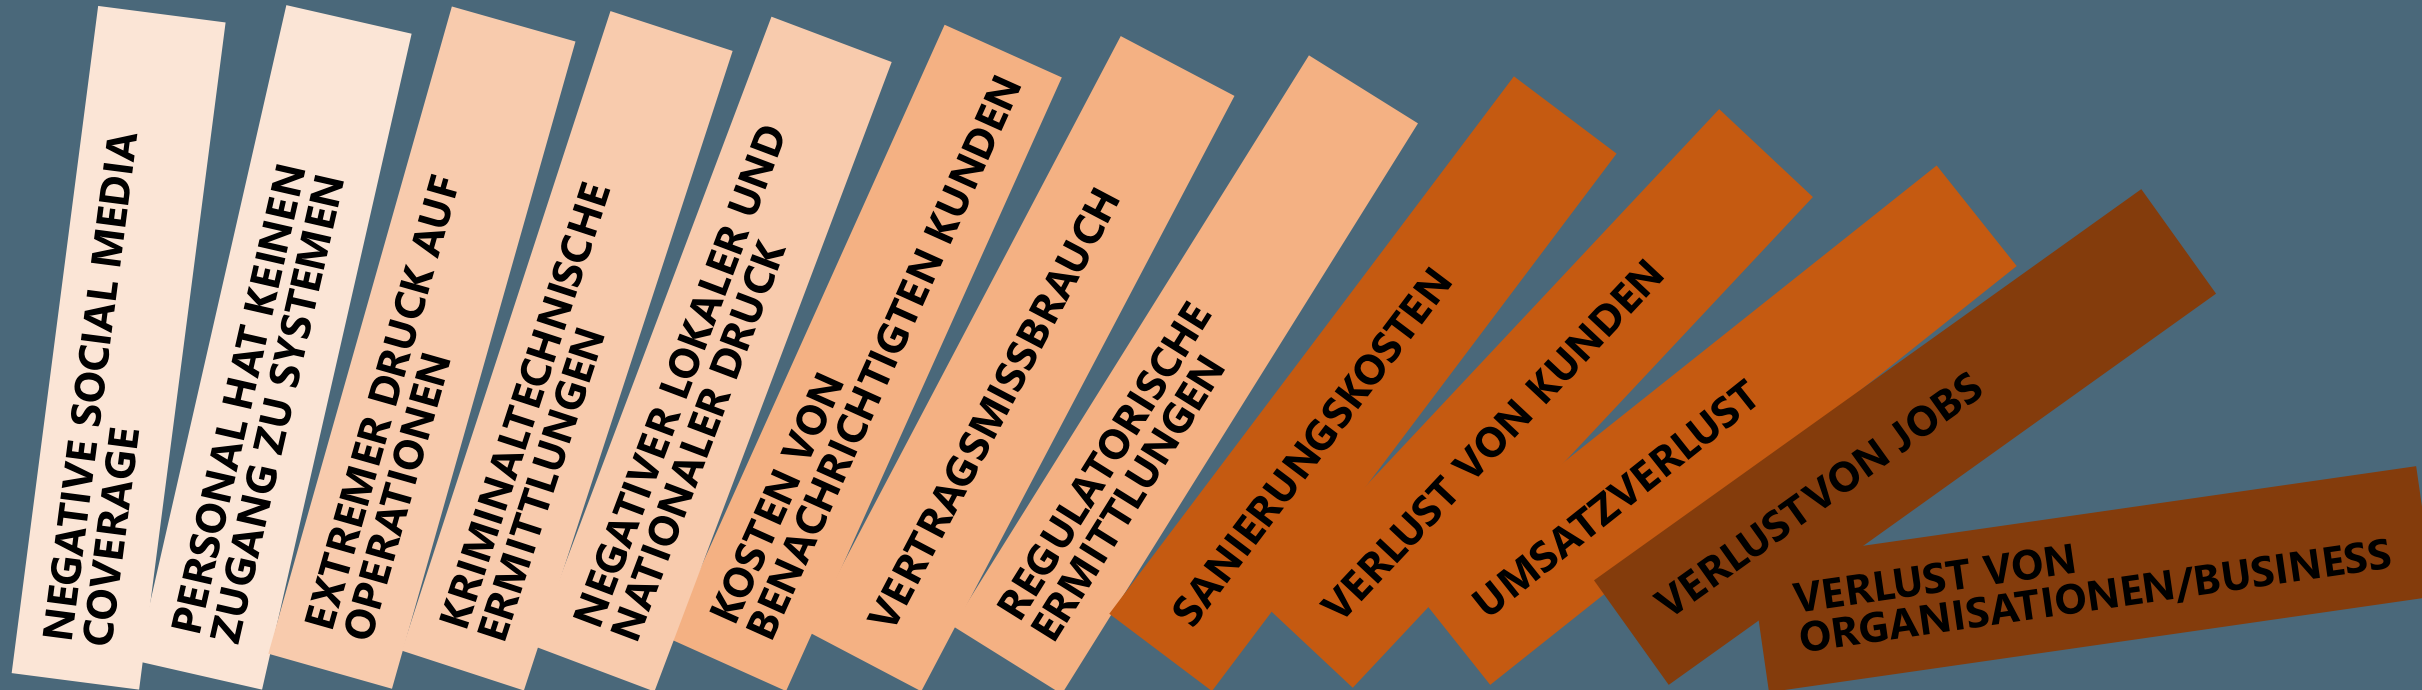 NEGATIVE SOCIAL MEDIA
COVERAGE
PERSONAL HAT KEINEN
ZUGANG ZU SYSTEMEN
EXTREMER DRUCK AUF
OPERATIONEN
KRIMINALTECHNISCHE
ERMITTLUNGEN
NEGATIVER LOKALER UND
NATIONALER DRUCK
KOSTEN VON
BENACHRICHTIGTEN KUNDEN
VERTRAGSMISSBRAUCH
REGULATORISCHE
ERMITTLUNGEN
SANIERUNGSKOSTEN
VERLUST VON KUNDEN
UMSATZVERLUST
VERLUSTVON JOBS
VERLUST VON
ORGANISATIONEN/BUSINESS